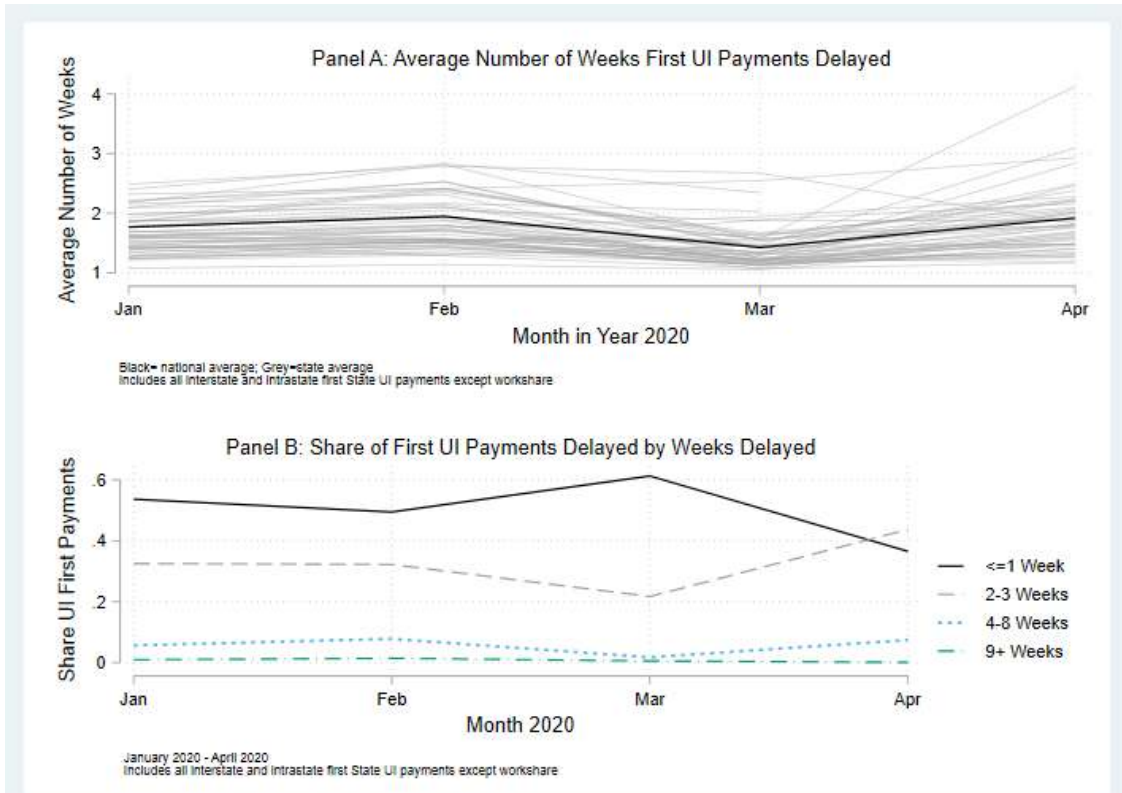 Panel A: Average Number of Weeks First UI Payments Delayed
Average Number of Weeks
4
3
2
1
Jan
Feb
Mar
Apr
Month in Year 2020
Black= national average; Grey=state average
Includes all Interstate and Intrastate first State UI payments except workshare
Panel B: Share of First UI Payments Delayed by Weeks Delayed
Share UI First Payments
.6
.4
.2
0
<=1 Week
2-3 Weeks
4-8 Weeks
9+ Weeks
Jan
Feb
Mar
Apr
Month 2020
January 2020 - April 2020
Includes all Interstate and Intrastate first State UI payments except workshare